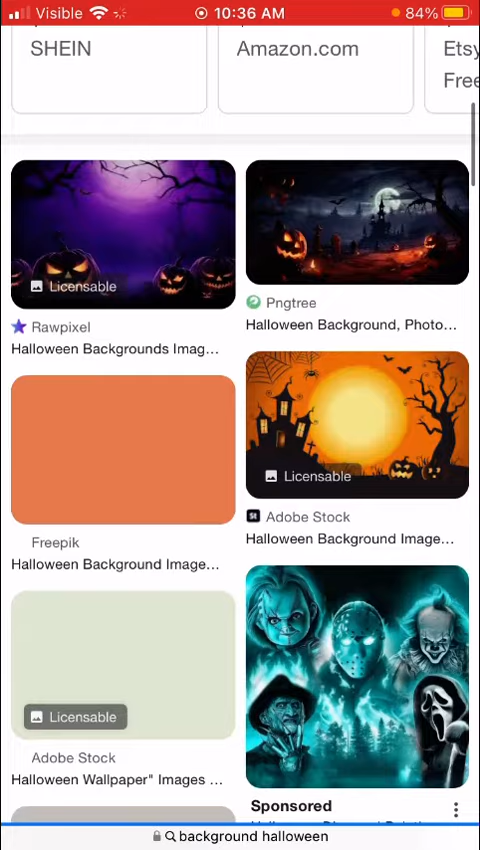 Visible
10:36 AM
84%
SHEIN
Amazon.com
Etsy
Free
Licensable
Rawpixel
Halloween Backgrounds Imag...
Pngtree
Halloween Background, Photo...
Freepik
Halloween Background Image...
Licensable
St
Adobe Stock
Halloween Background Image...
Licensable
Adobe Stock
Halloween Wallpaper" Images ...
Sponsored
background halloween